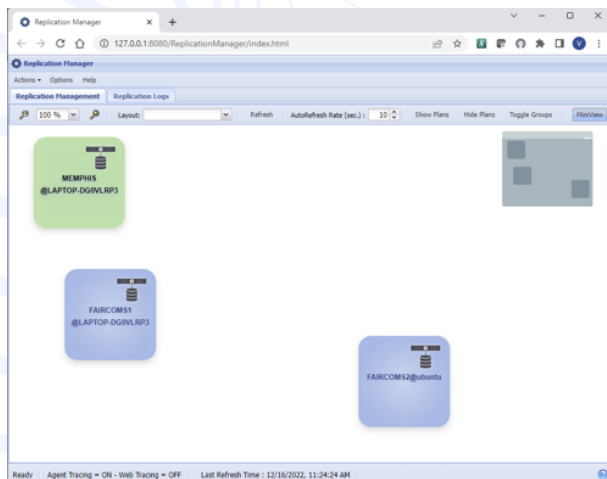 Replication Manager
127.0.0.1:8080/ReplicationManager/index.html
V
Replication Manager
Actions Options Help
Replication Management Replication Logs
100 % Layout: Refresh AutoRefresh Rate (sec.) : 10 Show Plans Hide Plans Toggle Groups MiniView
MEMPHIS
@LAPTOP-DG0VLRP3
FAIRCOMS1
@LAPTOP-DG0VLRP3
FAIRCOMS2@ubuntu
Ready Agent Tracing = ON - Web Tracing = OFF Last Refresh Time : 12/16/2022, 11:24:24 AM